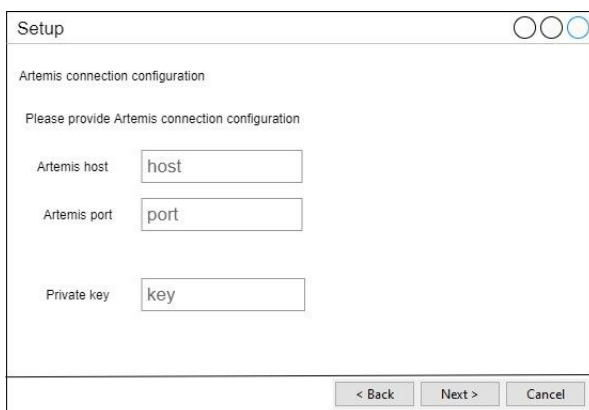 Setup
Artemis connection configuration
Please provide Artemis connection configuration
Artemis host host
Artemis port port
Private key key
< Back Next > Cancel